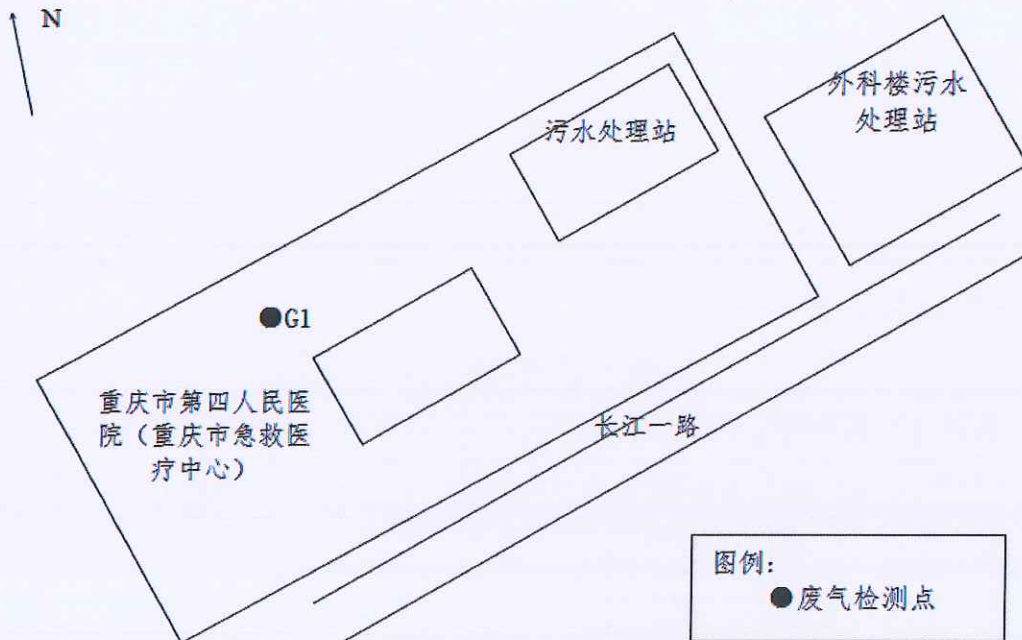 N
外科楼污水
处理站
污水处理站
G1
重庆市第四人民医
院（重庆市急救医
疗中心）
长江一路
图例：
废气检测点